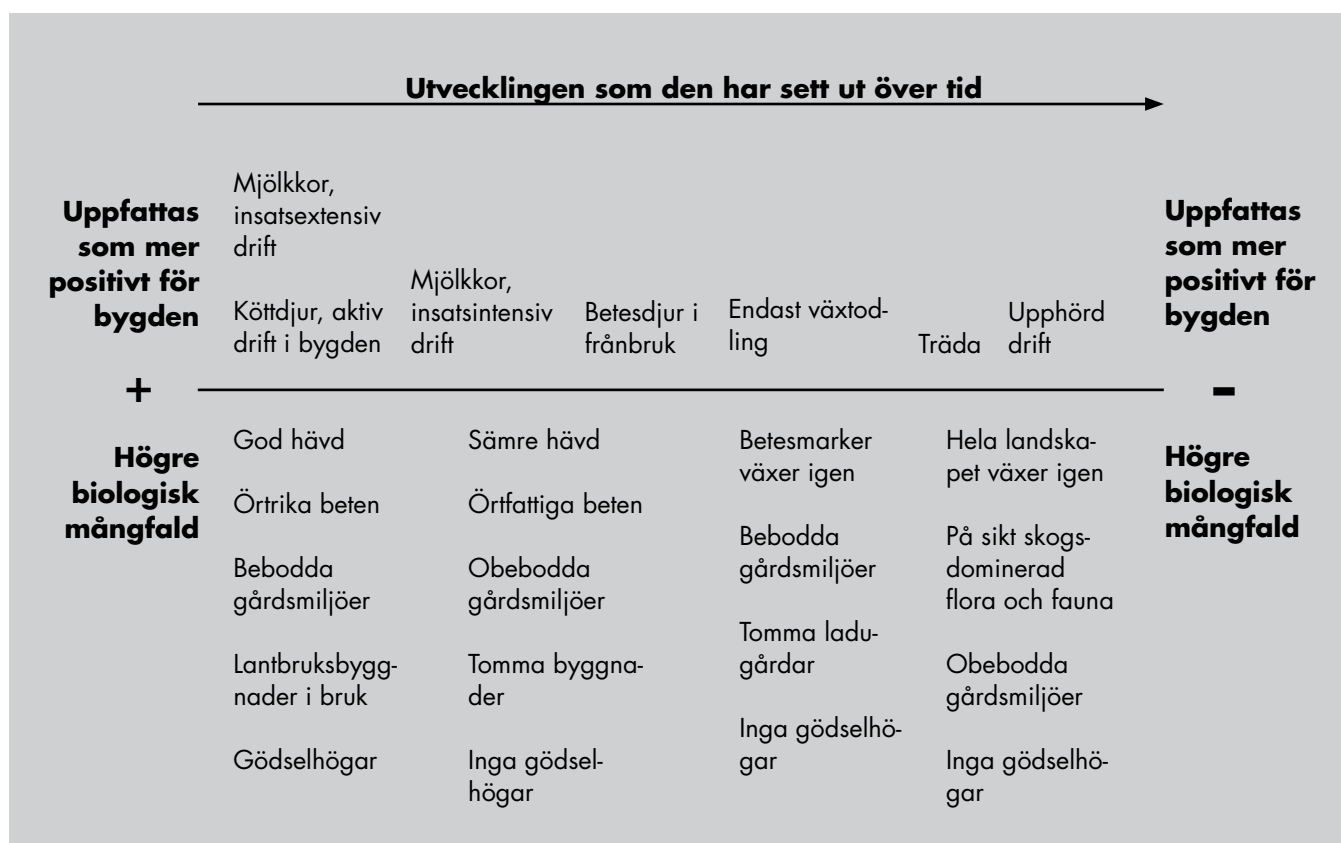 Utvecklingen som den har sett ut över tid
Uppfattas
som mer
positivt för
bygden
+
Högre
biologisk
mångfald
Mjölkkor,
insatsextensiv
drift
Köttdjur, aktiv
drift i bygden
Mjölkkor,
insatsintensiv
drift
Betesdjur i
frånbruk
Endast växtod-
ling
Träda
Upphörd
drift
Uppfattas
som mer
positivt för
bygden
-
Högre
biologisk
mångfald
God hävd
Örtrika beten
Bebodda
gårdsmiljöer
Lantbruksbygg-
nader i bruk
Gödselhögar
Sämre hävd
Örtfattiga beten
Obebodda
gårdsmiljöer
Tomma byggna-
der
Inga gödsel-
högar
Betesmarker
växer igen
Bebodda
gårdsmiljöer
Tomma ladu-
gårdar
Inga gödselhö-
gar
Hela landska-
pet växer igen
På sikt skogs-
dominerad
flora och fauna
Obebodda
gårdsmiljöer
Inga gödselhö-
gar